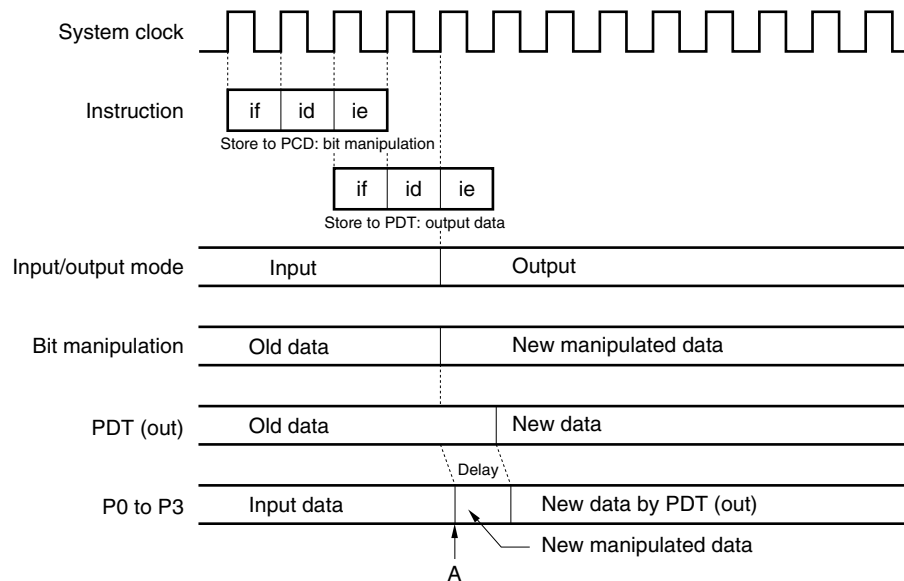 System clock
Instruction
if id ie
Store to PCD: bit manipulation
if id ie
Store to PDT: output data
Input/output mode Input Output
Bit manipulation Old data New manipulated data
PDT (out) Old data New data
Delay
P0 to P3 Input data New data by PDT (out)
New manipulated data
A